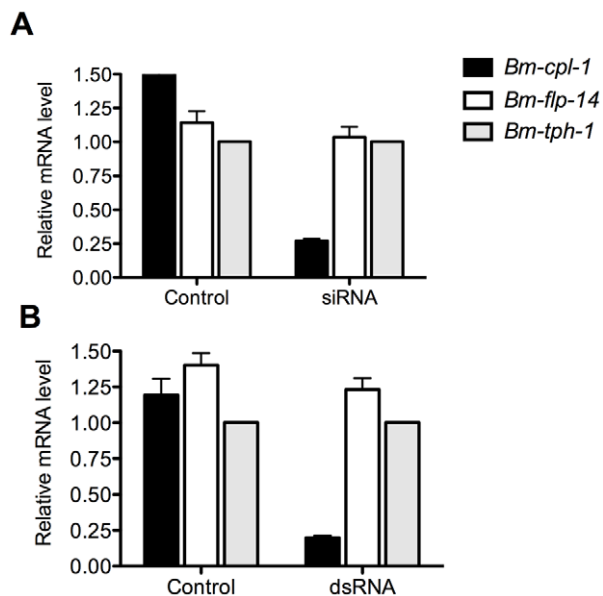 A
Relative mRNA level
1.50
1.25
1.00
0.75
0.50
0.25
0.00
Control
siRNA
Bm-cpl-1
Bm-flp-14
Bm-tph-1
B
Relative mRNA level
1.50
1.25
1.00
0.75
0.50
0.25
0.00
Control
dsRNA